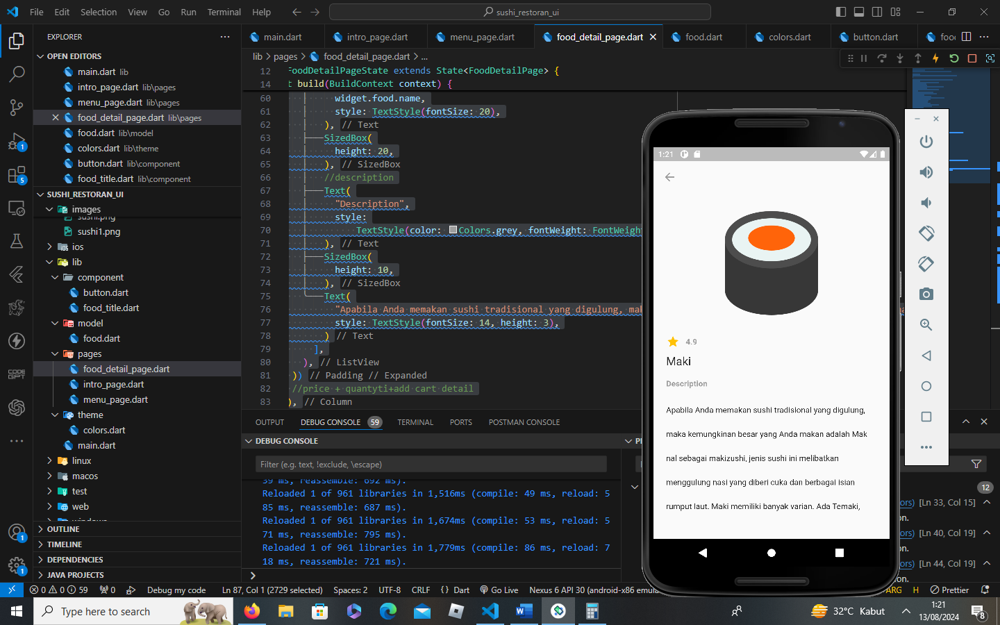 File Edit Selection View Go Run Terminal Help
sushi_restoran_ui
EXPLORER
OPEN EDITORS
main.dart lib
intro_page.dart lib\pages
menu_page.dart lib\pages
food_detail_page.dart lib\pages
food.dart lib\model
colors.dart lib\theme
button.dart lib\component
food_title.dart lib\component
SUSHI_RESTORAN_UI
images
sushi.png
sushi1.png
ios
lib
component
button.dart
food_title.dart
model
food.dart
pages
food_detail_page.dart
intro_page.dart
menu_page.dart
theme
colors.dart
main.dart
linux
macos
test
web
windows
OUTLINE
TIMELINE
DEPENDENCIES
JAVA PROJECTS
main.dart intro_page.dart menu_page.dart food_detail_page.dart food.dart colors.dart button.dart
lib > pages > food_detail_page.dart > ...
12 FoodDetailPageState extends State<FoodDetailPage> {
14 t build(BuildContext context) {
60 widget.food.name,
61 style: TextStyle(fontSize: 20),
62 ), // Text
63 SizedBox(
64 height: 20,
65 ), // SizedBox
66 //description
67 Text(
68 "Description",
69 style:
70 TextStyle(color: Colors.grey, fontWeight: FontWeight
71 ), // Text
72 SizedBox(
73 height: 10,
74 ), // SizedBox
75 Text(
76 "Apabila Anda memakan sushi tradisional yang digulung, mak
77 style: TextStyle(fontSize: 14, height: 3),
78 ) // Text
79 ],
80 ), // ListView
81 )) // Padding // Expanded
82 //price + quantyti+add cart detail
83 ), // Column
OUTPUT DEBUG CONSOLE 59 TERMINAL PORTS POSTMAN CONSOLE
DEBUG CONSOLE
Filter (e.g. text, !exclude, \escape)
39 ms, reassemble: 692 ms).
Reloaded 1 of 961 libraries in 1,516ms (compile: 49 ms, reload: 5
85 ms, reassemble: 687 ms).
Reloaded 1 of 961 libraries in 1,674ms (compile: 53 ms, reload: 5
71 ms, reassemble: 795 ms).
Reloaded 1 of 961 libraries in 1,779ms (compile: 86 ms, reload: 7
18 ms, reassemble: 721 ms).
12
[Ln 33, Col 15]
on.
[Ln 40, Col 19]
on.
[Ln 44, Col 19]
1:21
4.9
Maki
Description
Apabila Anda memakan sushi tradisional yang digulung,
maka kemungkinan besar yang Anda makan adalah Mak
nal sebagai makizushi, jenis sushi ini melibatkan
menggulung nasi yang diberi cuka dan berbagai isian
rumput laut. Maki memiliki banyak varian. Ada Temaki,
0 0 59 0 Debug my code Ln 87, Col 1 (2729 selected) Spaces: 2 UTF-8 CRLF {} Dart Go Live Nexus 6 API 30 (android-x86 emul ARG H Prettier
Type here to search
32°C Kabut
1:21
13/08/2024
8